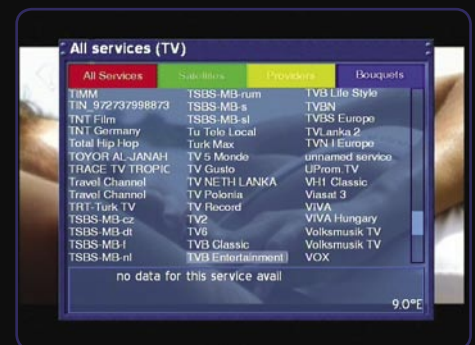 All services (TV)
All Services
Satellites
Providers
Bouquets
TIMM
TIN_972737998873
TNT Film
TNT Germany
Total Hip Hop
TOYOR AL-JANAH
TRACE TV TROPIC
Travel Channel
Travel Channel
TRT-Turk TV
TSBS-MB-cz
TSBS-MB-dt
TSBS-MB-f
TSBS-MB-nl
TSBS-MB-rum
TSBS-MB-s
TSBS-MB-sl
Tu Tele Local
Turk Max
TV 5 Monde
TV Gusto
TV NETH LANKA
TV Polonia
TV Record
TV2
TV6
TVB Classic
TVB Entertainment
TVB Life Style
TVBN
TVBS Europe
TVLanka 2
TVN I Europe
unnamed service
UProm.TV
VH1 Classic
Viasat 3
VIVA
VIVA Hungary
Volksmusik TV
Volksmusik TV
VOX
no data for this service avail
9.0°E